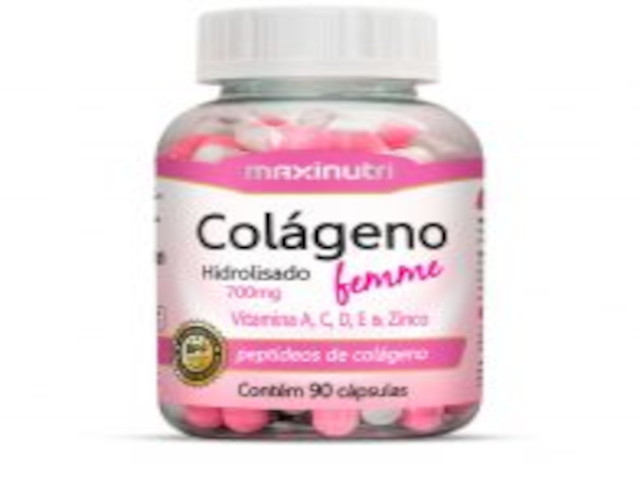 maxinutri
Colágeno
Hidrolisado
femme
700mg
Vitamina A, C, D, E & Zinco
peptídeos de colágeno
Contém 90 cápsulas